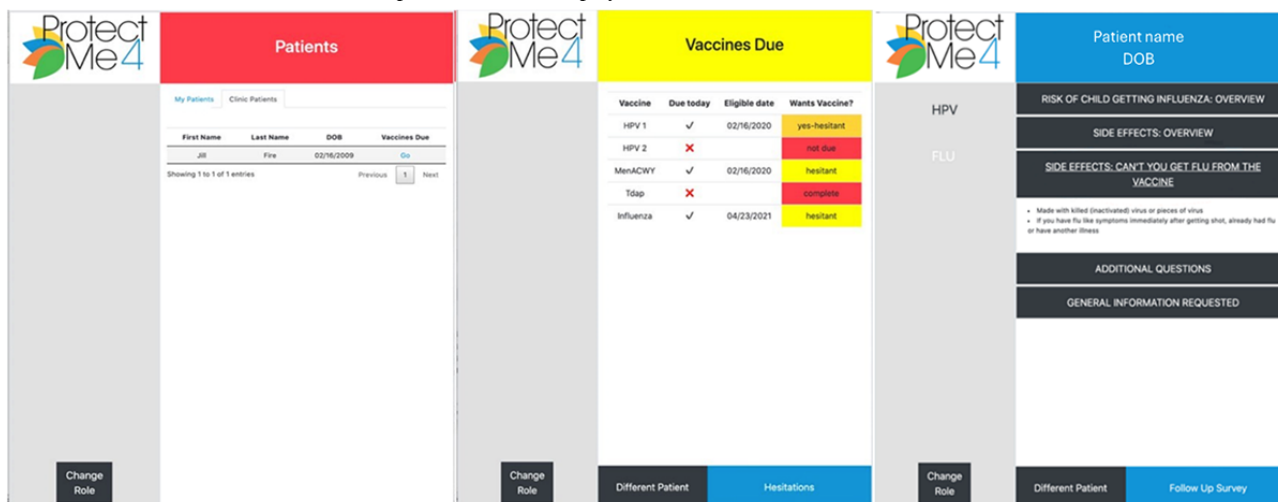 Protect
Me4
Patients
My Patients Clinic Patients
First Name Last Name DOB Vaccines Due
Jill Fire 02/16/2009 Go
Showing 1 to 1 of 1 entries Previous 1 Next
Change
Role
Protect
Me4
Vaccines Due
Vaccine Due today Eligible date Wants Vaccine?
HPV 1 ✓ 02/16/2020 yes-hesitant
HPV 2 ✗ not due
MenACWY ✓ 02/16/2020 hesitant
Tdap ✗ complete
Influenza ✓ 04/23/2021 hesitant
Change
Role
Different Patient Hesitations
Protect
Me4
Patient name
DOB
HPV
FLU
RISK OF CHILD GETTING INFLUENZA: OVERVIEW
SIDE EFFECTS: OVERVIEW
SIDE EFFECTS: CAN'T YOU GET FLU FROM THE
VACCINE
• Made with killed (inactivated) virus or pieces of virus
• If you have flu like symptoms immediately after getting shot, already had flu
or have another illness
ADDITIONAL QUESTIONS
GENERAL INFORMATION REQUESTED
Change
Role
Different Patient Follow Up Survey